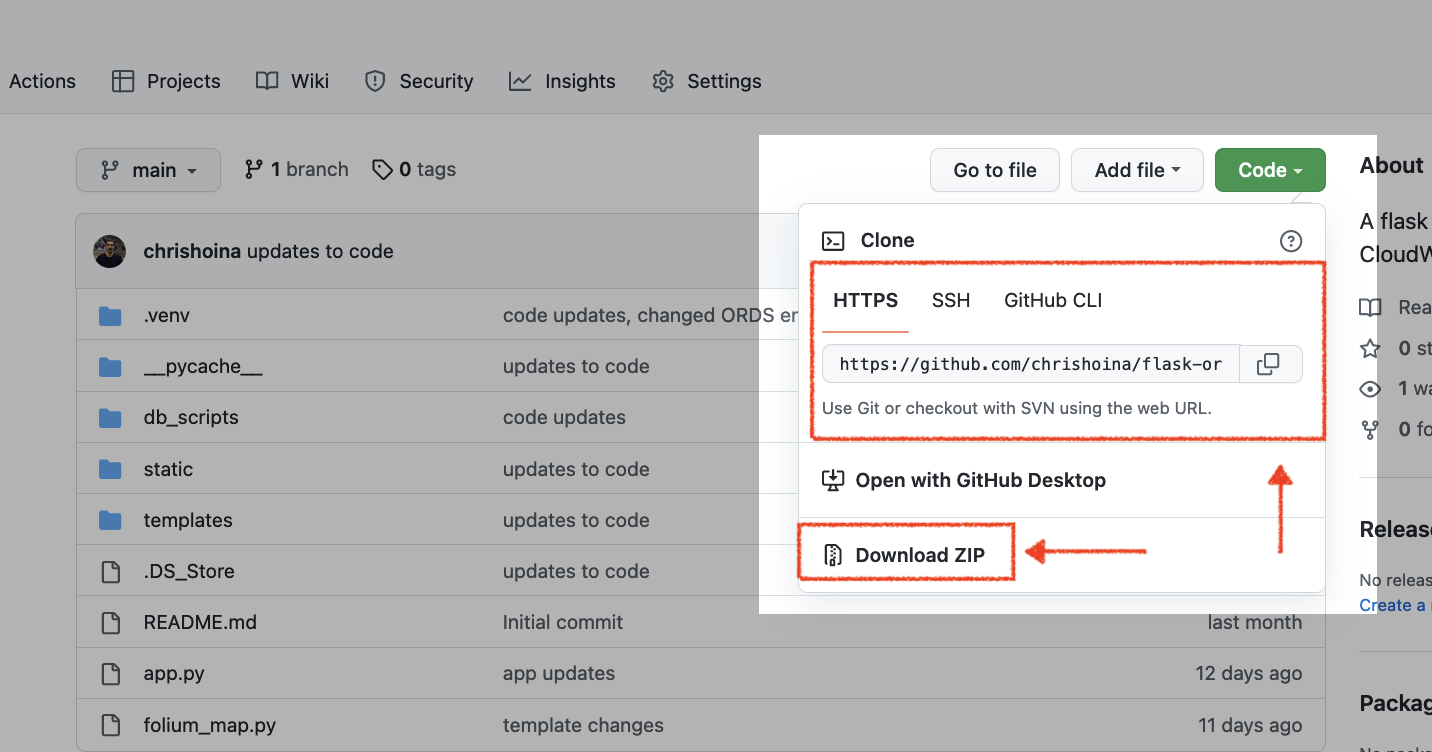 Actions Projects Wiki Security Insights Settings
main 1 branch 0 tags Go to file Add file Code About
A flask
CloudW
chrishoina updates to code
Clone
HTTPS SSH GitHub CLI
https://github.com/chrishoina/flask-or
Use Git or checkout with SVN using the web URL.
Open with GitHub Desktop
Download ZIP
.venv code updates, changed ORDS er
__pycache__ updates to code
db_scripts code updates
static updates to code
templates updates to code
.DS_Store updates to code
README.md Initial commit last month
app.py app updates 12 days ago
folium_map.py template changes 11 days ago
Rea
0 st
1 wa
0 fo
Release
No releas
Create a
Packag